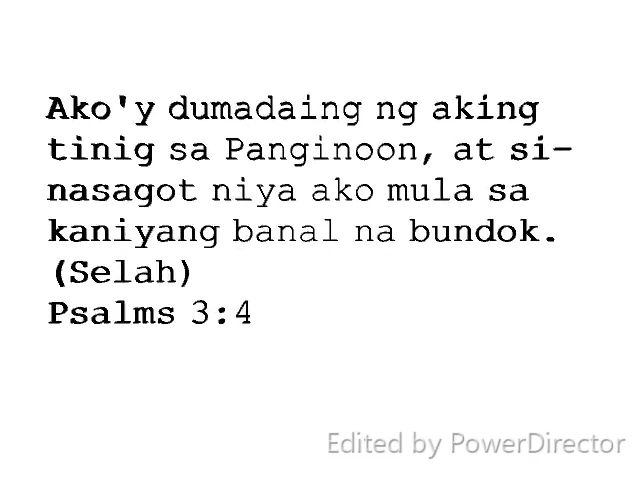 Ako'y dumadaing ng aking
tinig sa Panginoon, at si-
nasagot niya ako mula sa
kaniyang banal na bundok.
(Selah)
Psalms 3:4
Edited by PowerDirector